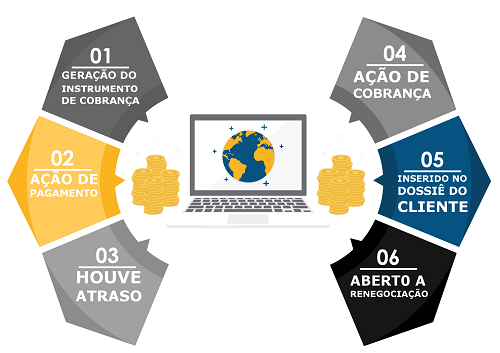 01
GERAÇÃO DO
INSTRUMENTO
DE COBRANÇA
02
AÇÃO DE
PAGAMENTO
03
HOUVE
ATRASO
04
AÇÃO DE
COBRANÇA
05
INSERIDO NO
DOSSIÊ DO
CLIENTE
06
ABERTO A
RENEGOCIAÇÃO